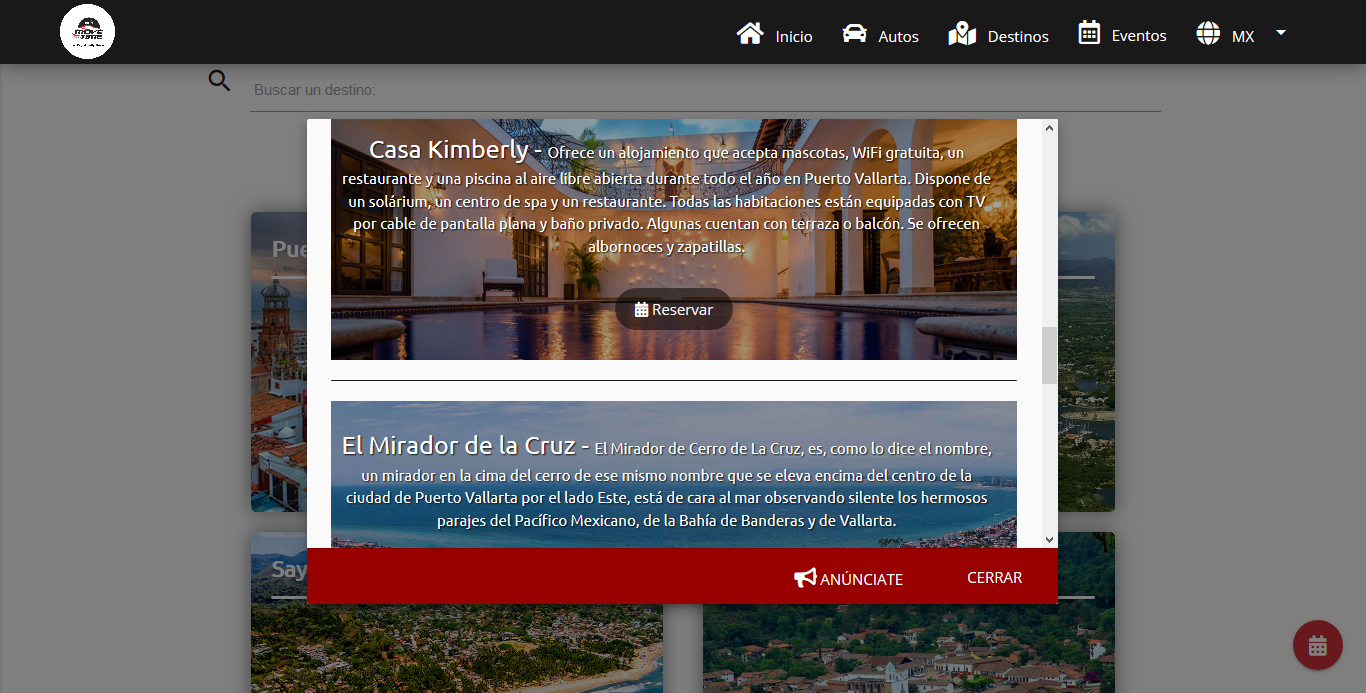 MOVE
TIME
Inicio
Autos
Destinos
Eventos
MX
Buscar un destino:
Casa Kimberly - Ofrece un alojamiento que acepta mascotas, WiFi gratuita, un
restaurante y una piscina al aire libre abierta durante todo el año en Puerto Vallarta. Dispone de
un solárium, un centro de spa y un restaurante. Todas las habitaciones están equipadas con TV
por cable de pantalla plana y baño privado. Algunas cuentan con terraza o balcón. Se ofrecen
albornoces y zapatillas.
Reservar
Pue
El Mirador de la Cruz - El Mirador de Cerro de La Cruz, es, como lo dice el nombre,
un mirador en la cima del cerro de ese mismo nombre que se eleva encima del centro de la
ciudad de Puerto Vallarta por el lado Este, está de cara al mar observando silente los hermosos
parajes del Pacífico Mexicano, de la Bahía de Banderas y de Vallarta.
Say
ANÚNCIATE
CERRAR